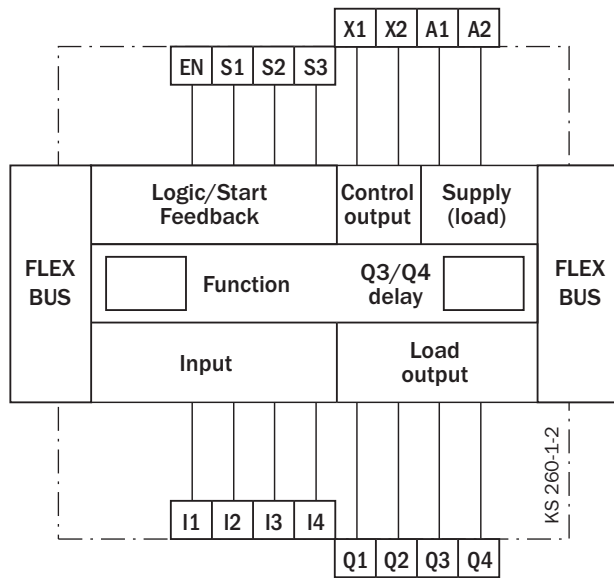 X1 X2 A1 A2
EN S1 S2 S3
Logic/Start
Feedback
Control
output
Supply
(load)
FLEX
BUS
Function
Q3/Q4
delay
FLEX
BUS
Input
Load
output
KS 260-1-2
I1 I2 I3 I4
Q1 Q2 Q3 Q4